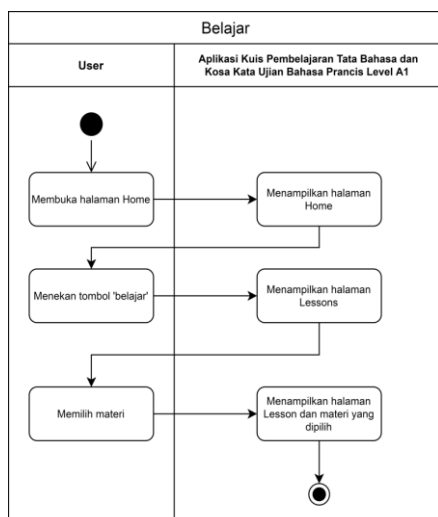 Belajar
User
Aplikasi Kuis Pembelajaran Tata Bahasa dan
Kosa Kata Ujian Bahasa Prancis Level A1
Membuka halaman Home
Menampilkan halaman
Home
Menekan tombol 'belajar'
Menampilkan halaman
Lessons
Memilih materi
Menampilkan halaman
Lesson dan materi yang
dipilih